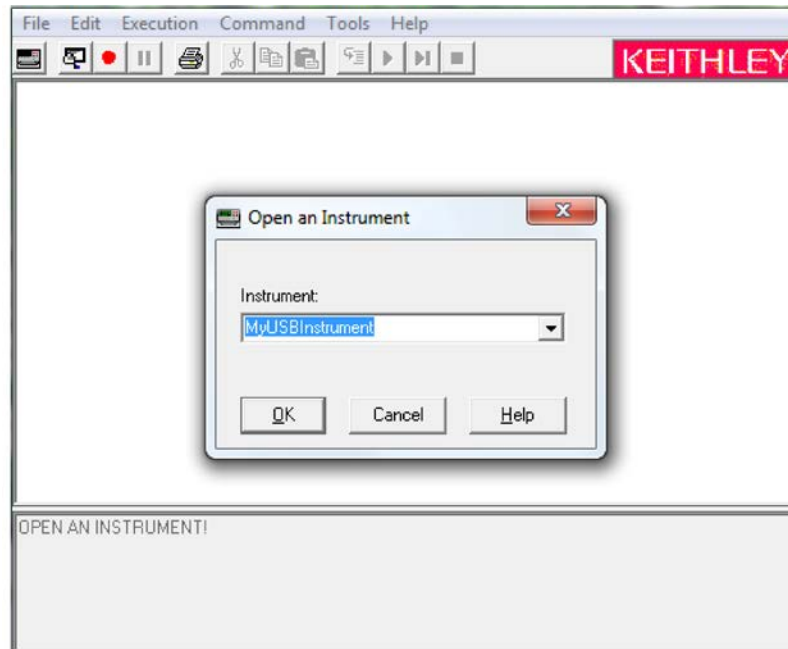 File Edit Execution Command Tools Help
KEITHLEY
Open an Instrument
Instrument:
MyUSBInstrument
OK Cancel Help
OPEN AN INSTRUMENT!